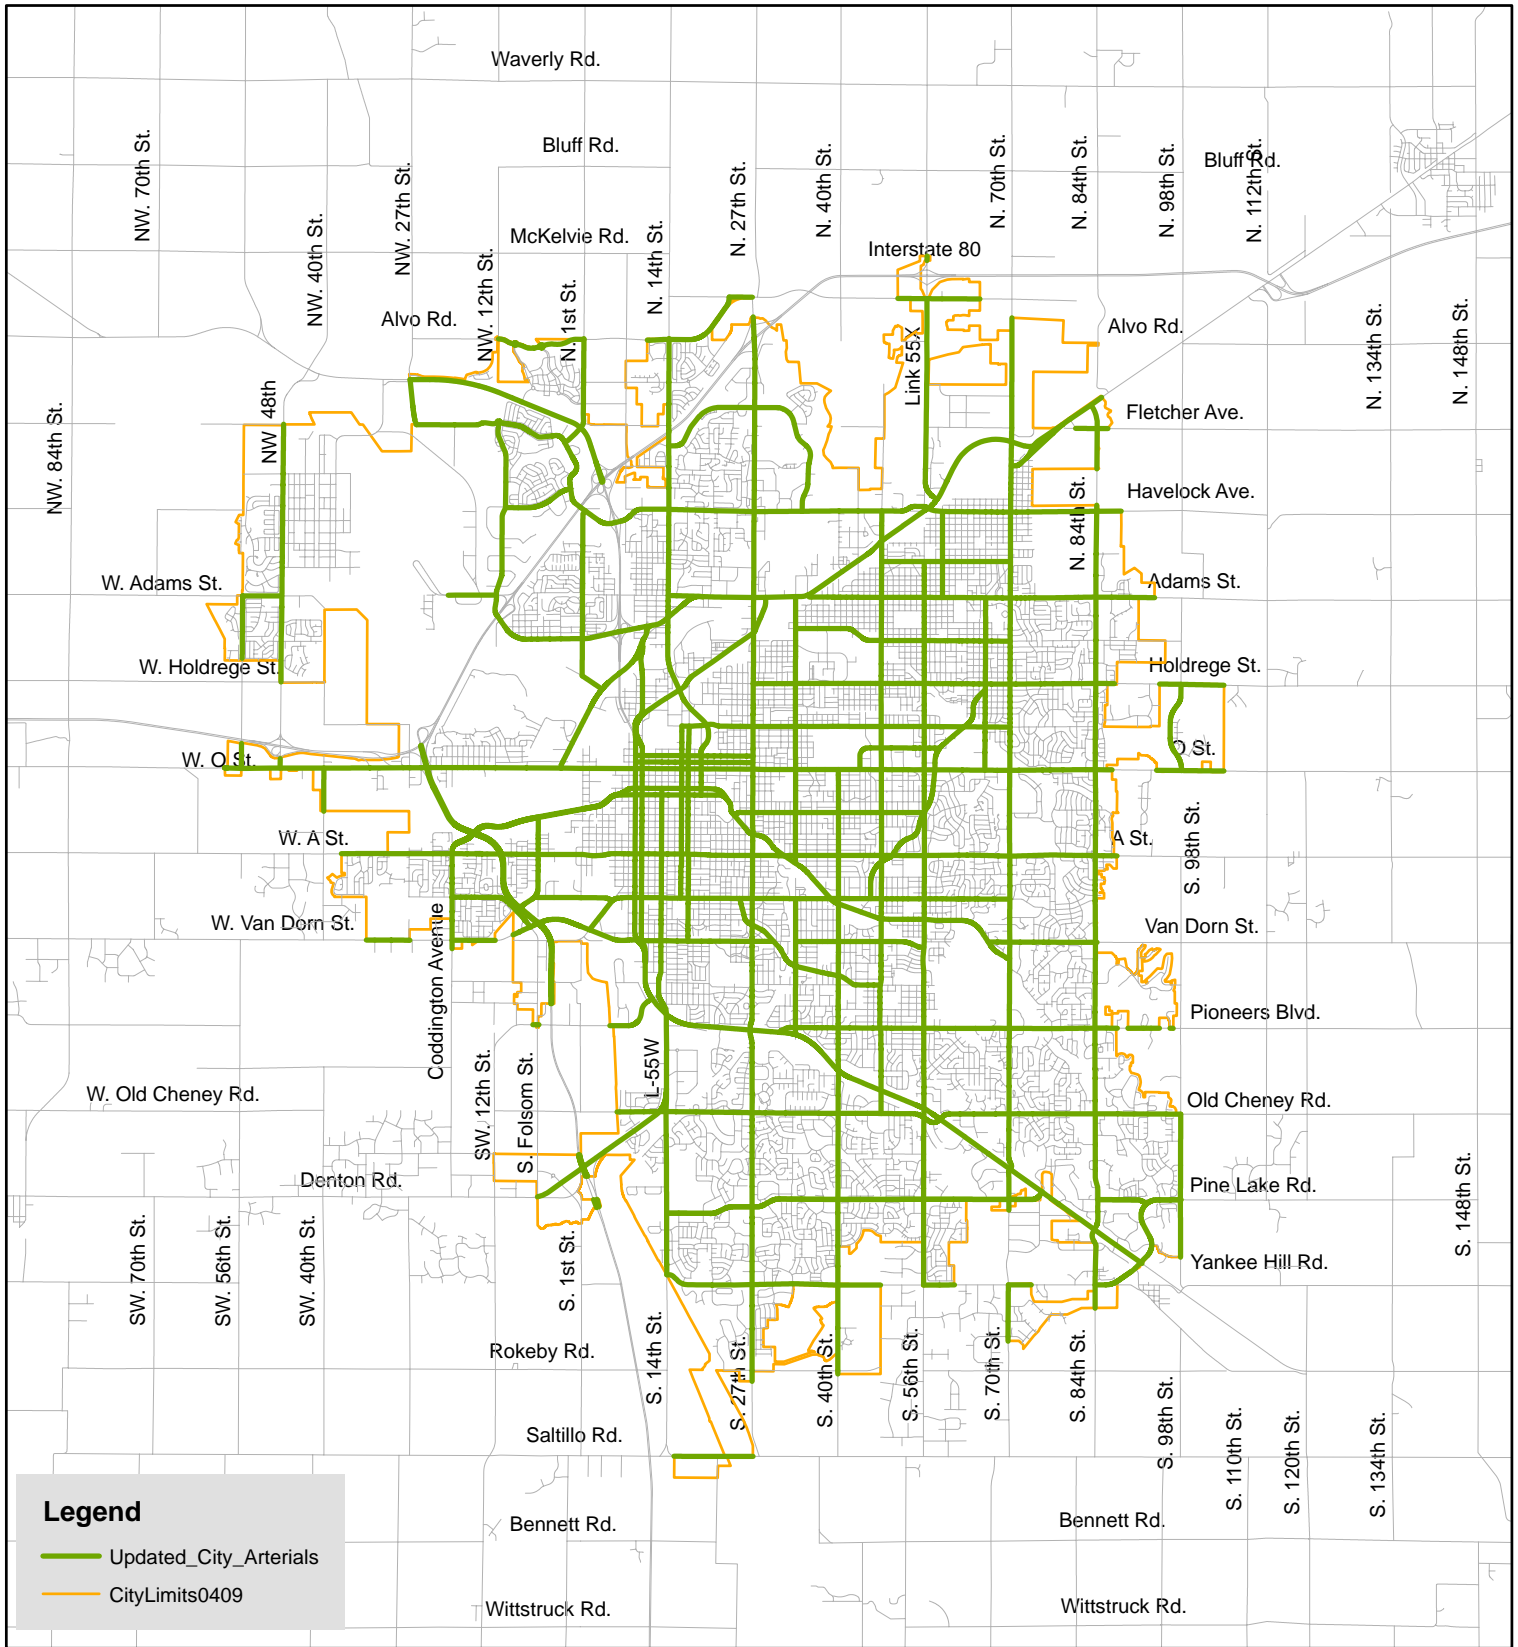 Waverly Rd.
Bluff Rd.
Bluff Rd.
NW. 70th St.
NW. 40th St.
NW. 27th St.
NW. 12th St.
N. 1st St.
N. 14th St.
N. 27th St.
N. 40th St.
N. 70th St.
N. 84th St.
N. 98th St.
N. 112th St.
McKelvie Rd.
Interstate 80
Alvo Rd.
Alvo Rd.
Link 55X
N. 134th St.
N. 148th St.
NW. 84th St.
NW 48th
Fletcher Ave.
Havelock Ave.
N. 84th St.
W. Adams St.
Adams St.
W. Holdrege St.
Holdrege St.
W. O St.
O St.
W. A St.
A St.
S. 98th St.
W. Van Dorn St.
Van Dorn St.
Coddington Avenue
Pioneers Blvd.
SW. 12th St.
S. Folsom St.
L-55W
W. Old Cheney Rd.
Old Cheney Rd.
Denton Rd.
Pine Lake Rd.
SW. 70th St.
SW. 56th St.
SW. 40th St.
S. 1st St.
S. 148th St.
Yankee Hill Rd.
Rokeby Rd.
S. 14th St.
S. 27th St.
S. 40th St.
S. 56th St.
S. 70th St.
S. 84th St.
S. 98th St.
S. 110th St.
S. 120th St.
S. 134th St.
Saltillo Rd.
Bennett Rd.
Bennett Rd.
Wittstruck Rd.
Wittstruck Rd.
Legend
Updated_City_Arterials
CityLimits0409